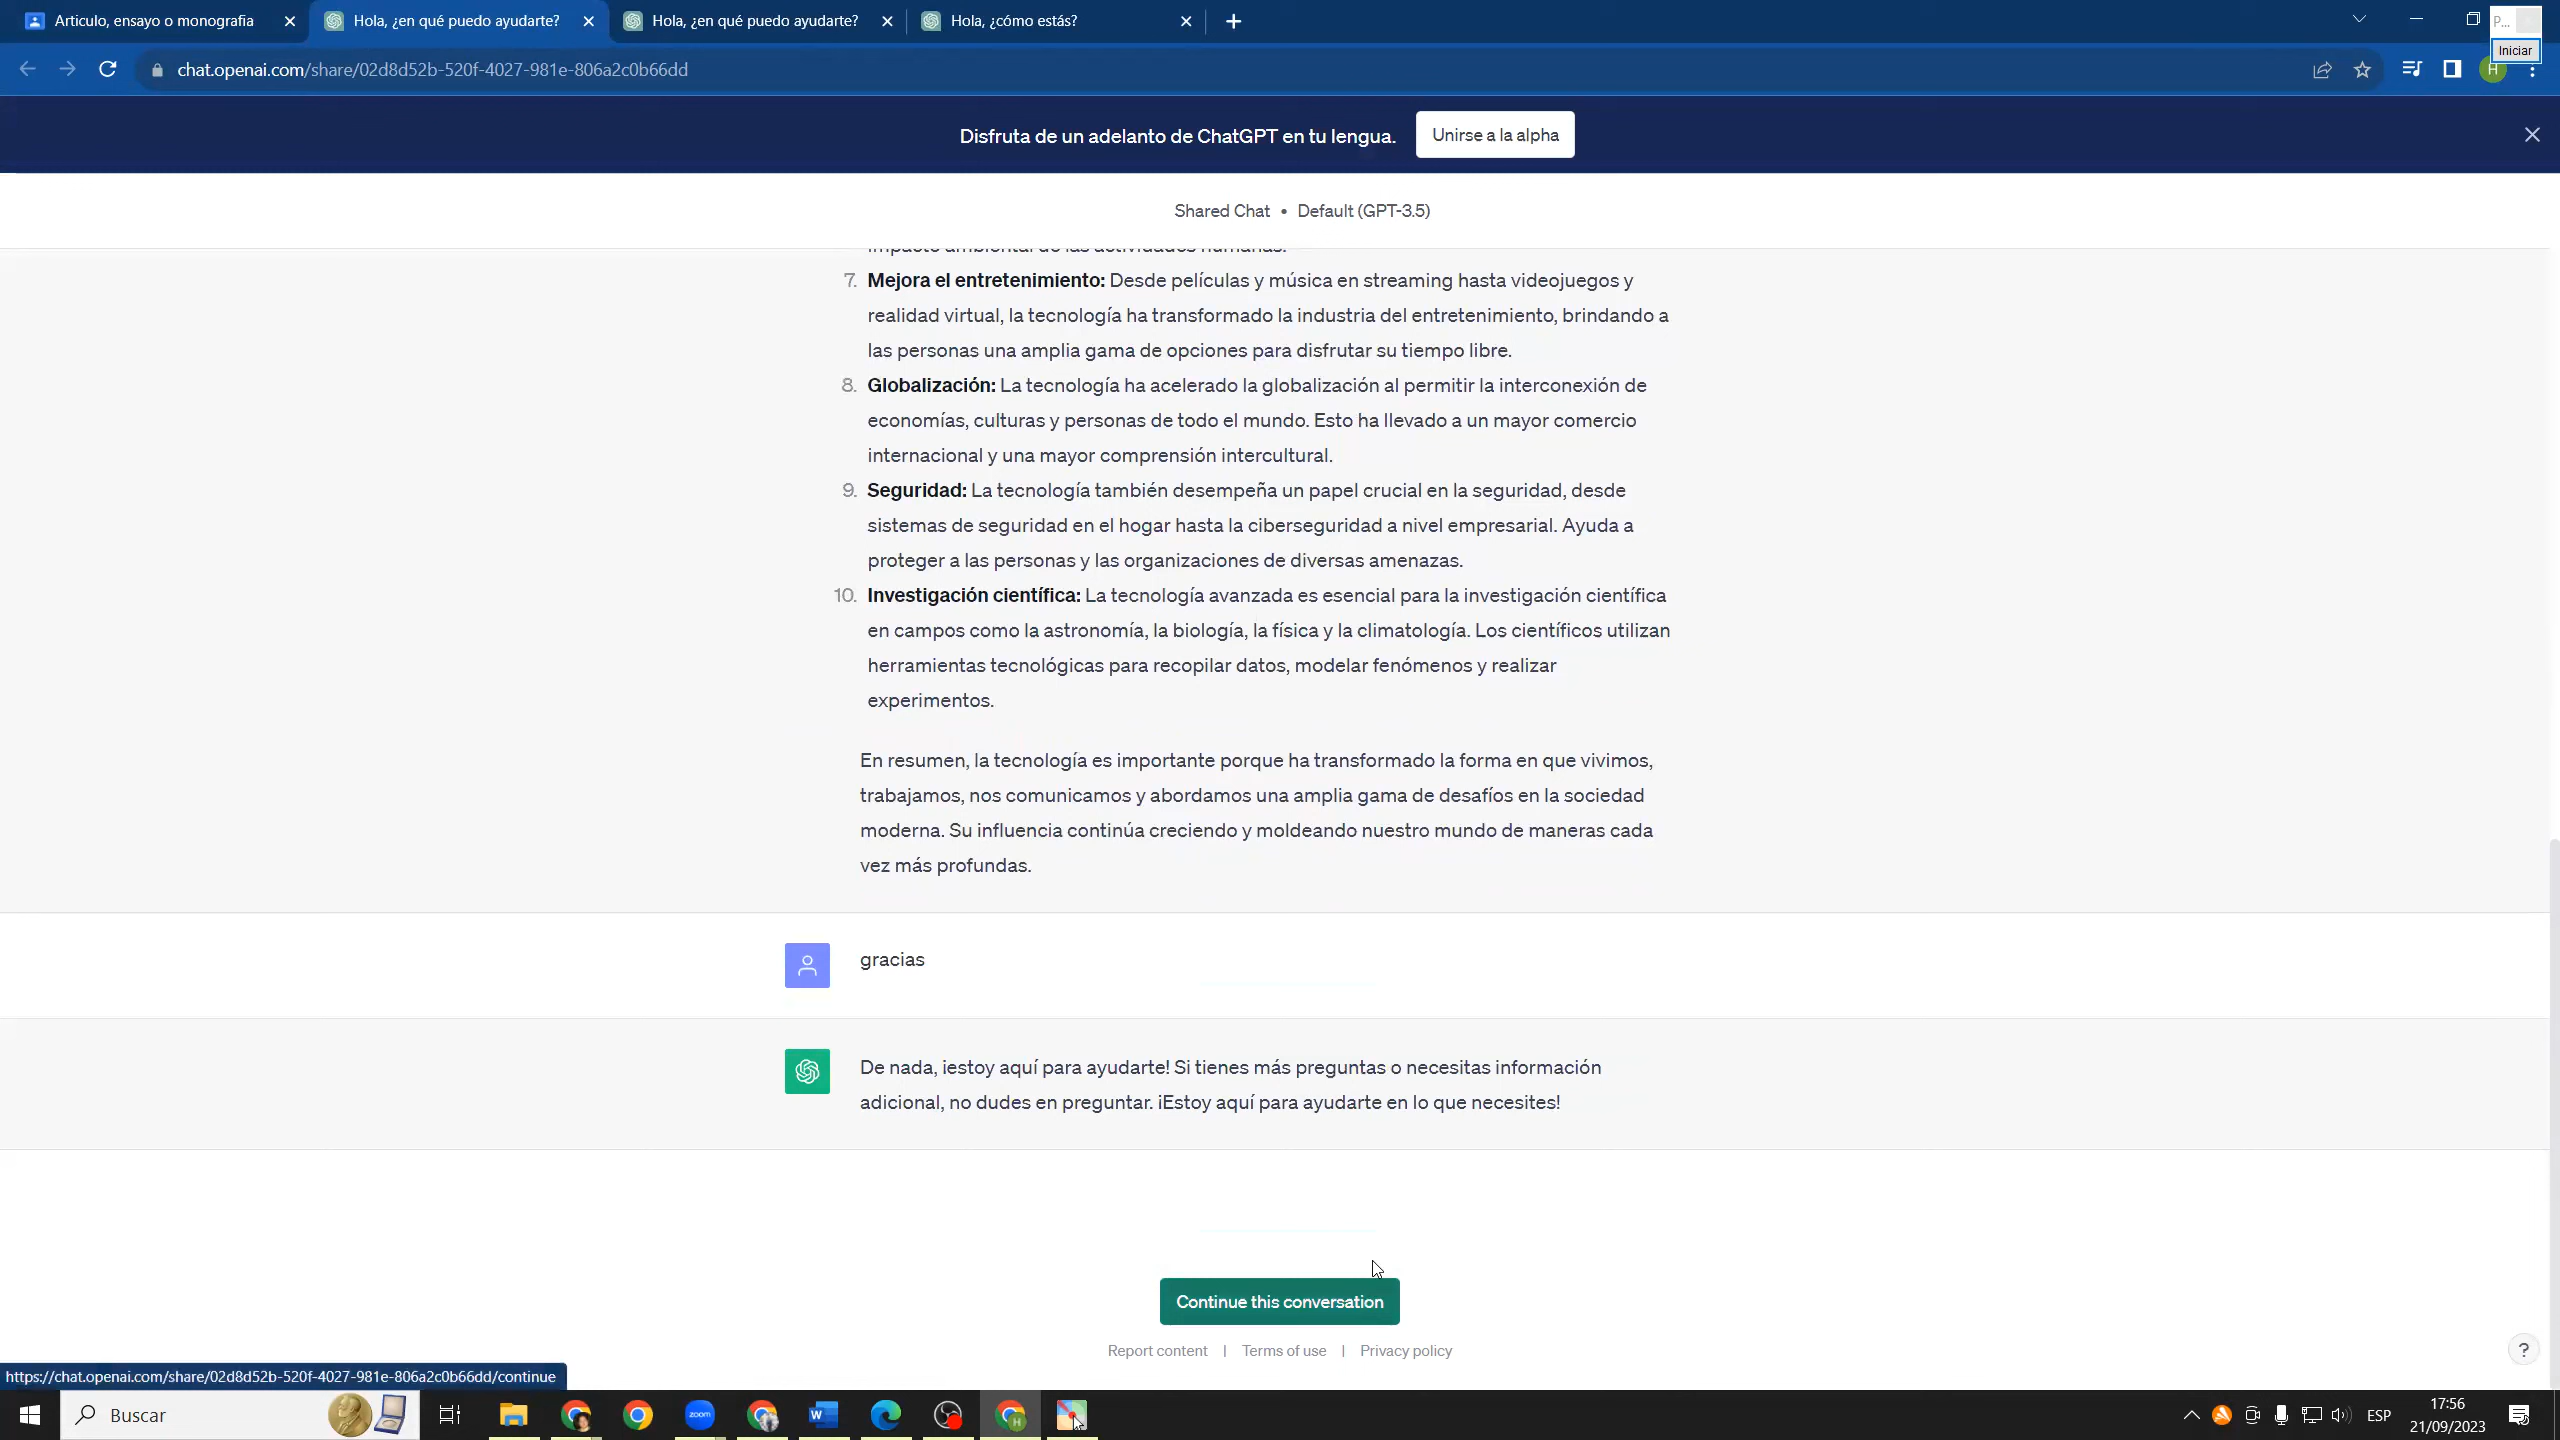 Articulo, ensayo o monografia
Hola, ¿en qué puedo ayudarte?
Hola, ¿en qué puedo ayudarte?
Hola, ¿cómo estás?
P...
Iniciar
chat.openai.com/share/02d8d52b-520f-4027-981e-806a2c0b66dd
H
Disfruta de un adelanto de ChatGPT en tu lengua.
Unirse a la alpha
Shared Chat • Default (GPT-3.5)
impacto ambiental de las actividades humanas.
7. Mejora el entretenimiento: Desde películas y música en streaming hasta videojuegos y
realidad virtual, la tecnología ha transformado la industria del entretenimiento, brindando a
las personas una amplia gama de opciones para disfrutar su tiempo libre.
8. Globalización: La tecnología ha acelerado la globalización al permitir la interconexión de
economías, culturas y personas de todo el mundo. Esto ha llevado a un mayor comercio
internacional y una mayor comprensión intercultural.
9. Seguridad: La tecnología también desempeña un papel crucial en la seguridad, desde
sistemas de seguridad en el hogar hasta la ciberseguridad a nivel empresarial. Ayuda a
proteger a las personas y las organizaciones de diversas amenazas.
10. Investigación científica: La tecnología avanzada es esencial para la investigación científica
en campos como la astronomía, la biología, la física y la climatología. Los científicos utilizan
herramientas tecnológicas para recopilar datos, modelar fenómenos y realizar
experimentos.
En resumen, la tecnología es importante porque ha transformado la forma en que vivimos,
trabajamos, nos comunicamos y abordamos una amplia gama de desafíos en la sociedad
moderna. Su influencia continúa creciendo y moldeando nuestro mundo de maneras cada
vez más profundas.
gracias
De nada, ¡estoy aquí para ayudarte! Si tienes más preguntas o necesitas información
adicional, no dudes en preguntar. ¡Estoy aquí para ayudarte en lo que necesites!
Continue this conversation
Report content | Terms of use | Privacy policy
?
https://chat.openai.com/share/02d8d52b-520f-4027-981e-806a2c0b66dd/continue
Buscar
zoom
W
H
ESP
17:56
21/09/2023